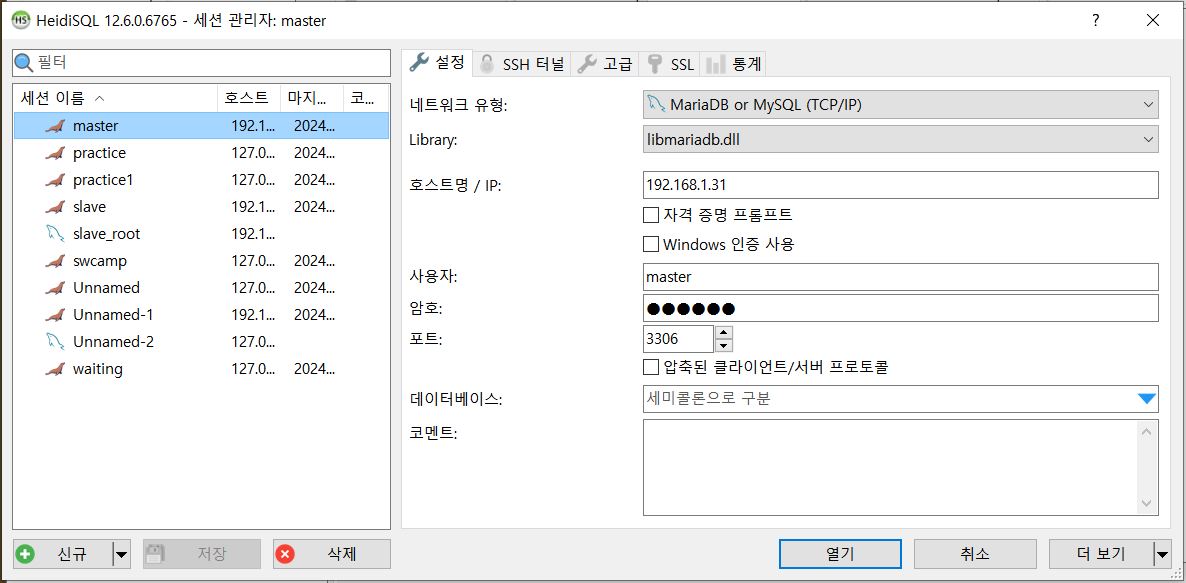 HeidiSQL 12.6.0.6765 - 세션 관리자: master
필터
세션 이름 호스트 마지... 코...
master 192.1... 2024...
practice 127.0... 2024...
practice1 127.0... 2024...
slave 192.1... 2024...
slave_root 192.1...
swcamp 127.0... 2024...
Unnamed 127.0... 2024...
Unnamed-1 192.1... 2024...
Unnamed-2 127.0...
waiting 127.0... 2024...
신규 저장 삭제
설정 SSH 터널 고급 SSL 통계
네트워크 유형: MariaDB or MySQL (TCP/IP)
Library: libmariadb.dll
호스트명 / IP: 192.168.1.31
자격 증명 프롬프트
Windows 인증 사용
사용자: master
암호: ●●●●●●
포트: 3306
압축된 클라이언트/서버 프로토콜
데이터베이스: 세미콜론으로 구분
코멘트:
열기 취소 더 보기